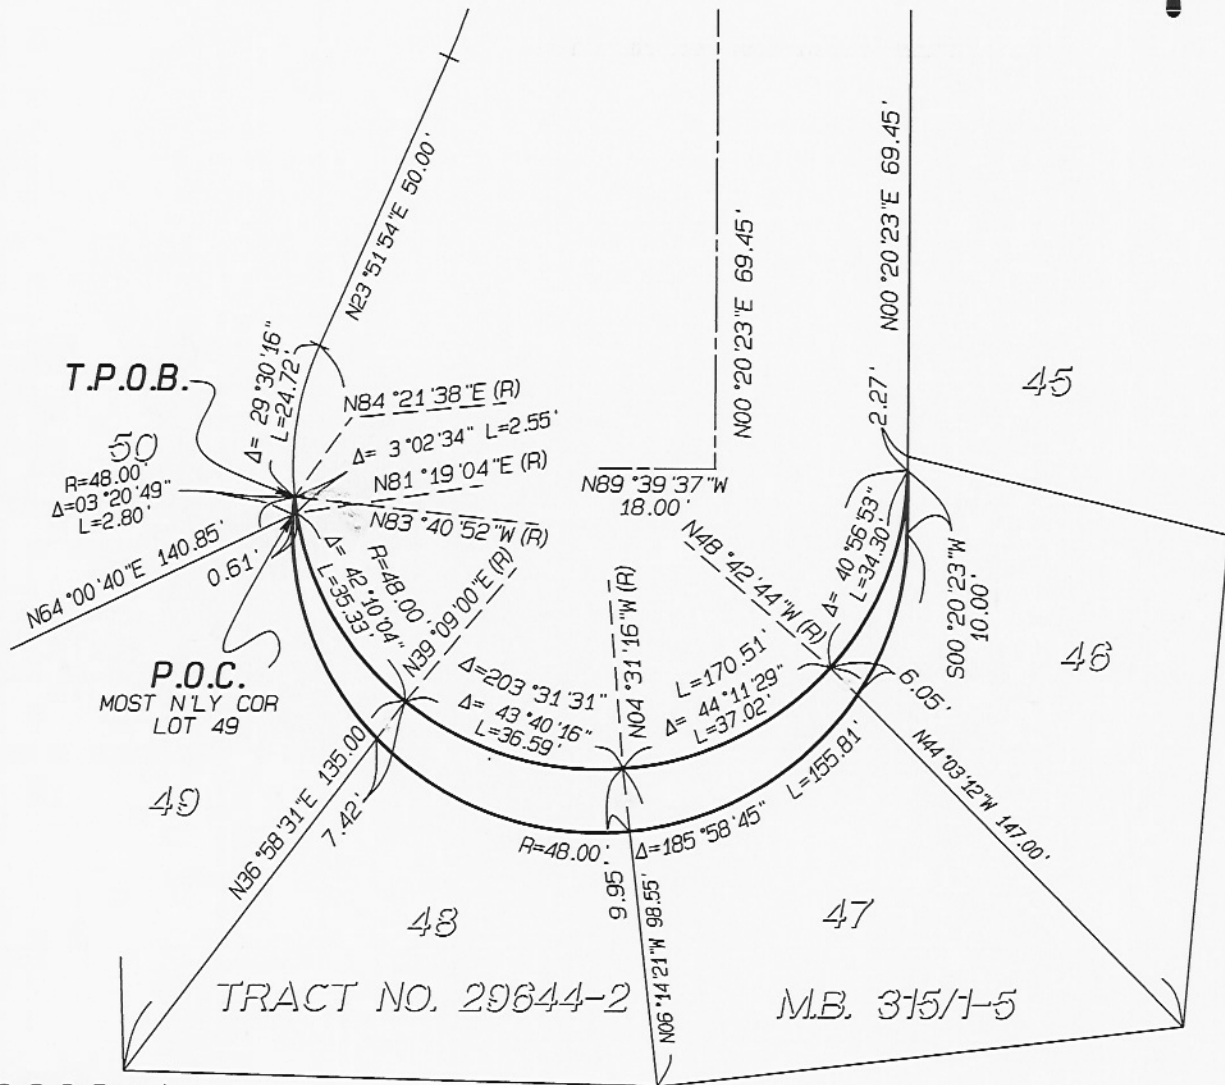 N23°51'54"E 50.00'
N00°20'23"E 69.45'
N00°20'23"E 69.45'
T.P.O.B.
50
R=48.00'
Δ=03°20'49"
L=2.80'
Δ= 29°30'16"
L=24.72'
N84°21'38"E (R)
Δ= 3°02'34" L=2.55'
N81°19'04"E (R)
N83°40'52"W (R)
N89°39'37"W
18.00'
2.27'
45
N64°00'40"E 140.85'
0.61'
P.O.C.
MOST N'LY COR
LOT 49
Δ= 42°10'04"
L=35.33'
R=48.00'
N39°09'00"E (R)
N04°31'16"W (R)
N48°42'44"W (R)
Δ= 40°56'53"
L=34.30'
S00°20'23"W
10.00'
46
Δ=203°31'31"
Δ= 43°40'16"
L=36.59'
L=170.51'
Δ= 44°11'29"
L=37.02'
6.05'
49
N36°58'31"E 135.00'
7.42'
R=48.00'
Δ=185°58'45"
L=155.81'
N44°03'12"W 147.00'
9.95'
N06°14'21"W 98.55'
48
47
TRACT NO. 29644-2
M.B. 315/1-5